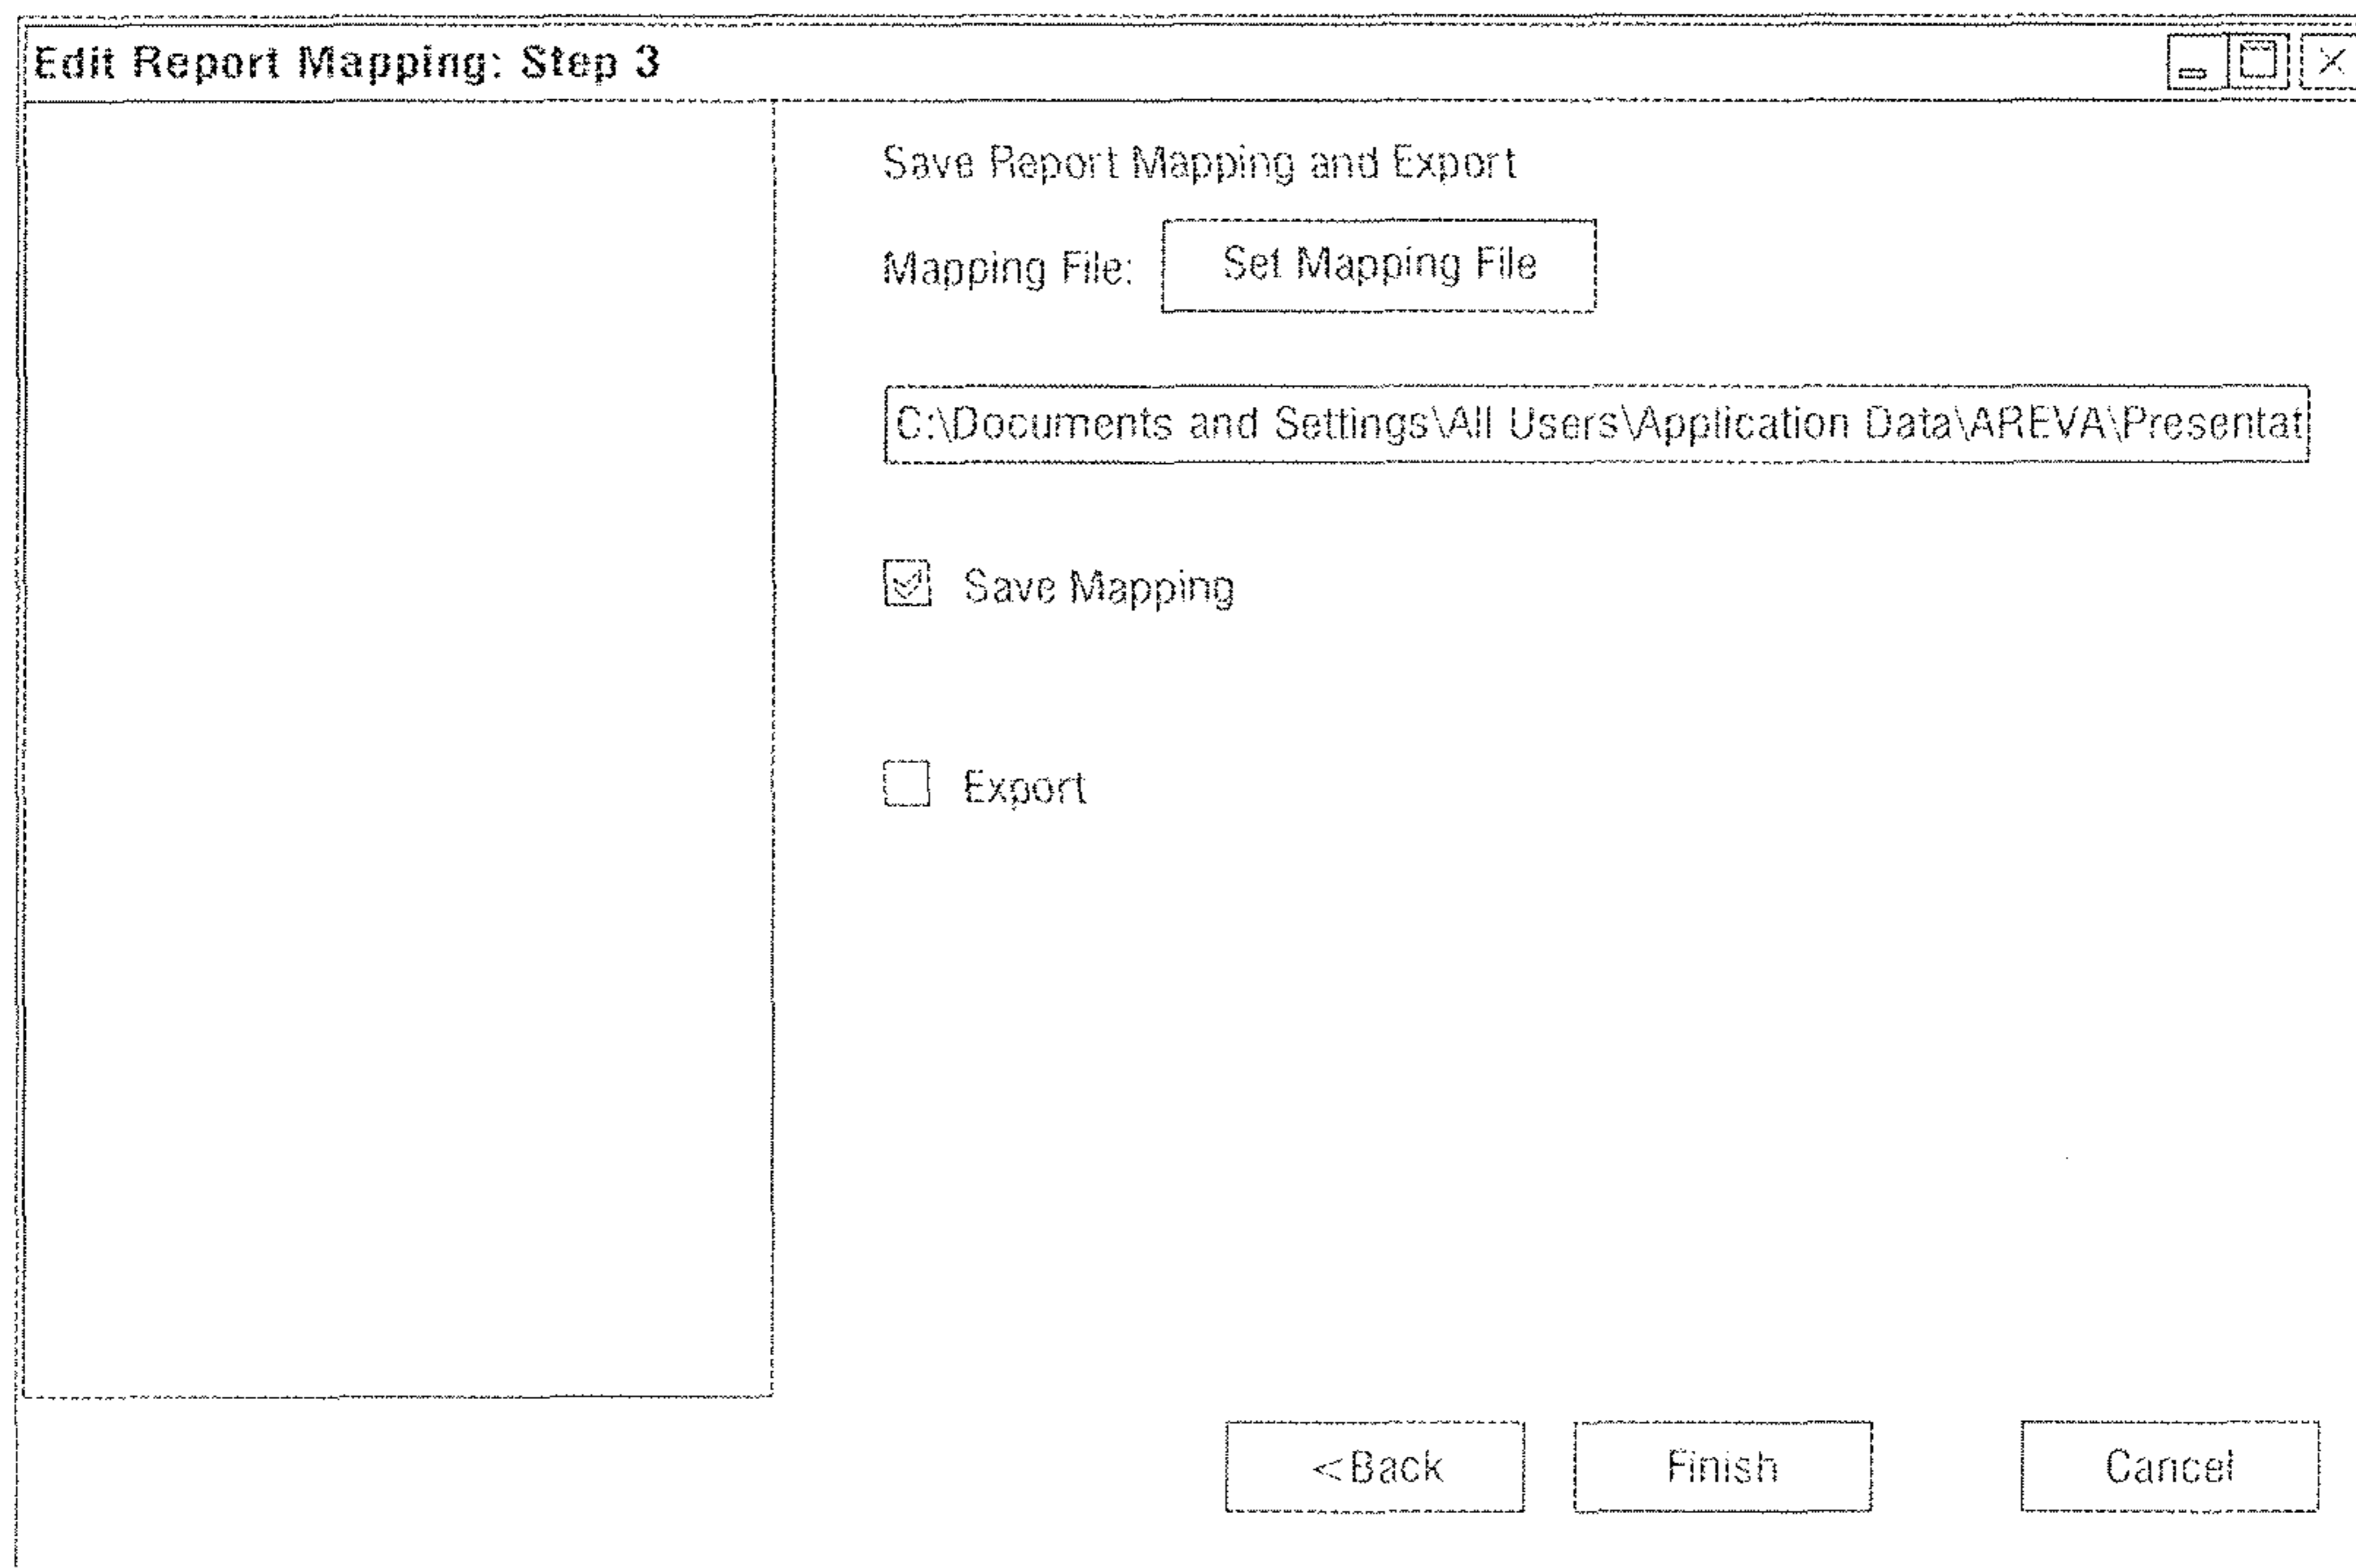 Edit Report Mapping: Step 3
Save Report Mapping and Export
Mapping File: Set Mapping File
C:\Documents and Settings\All Users\Application Data\AREVA\Presentat
Save Mapping
Export
<Back Finish Cancel